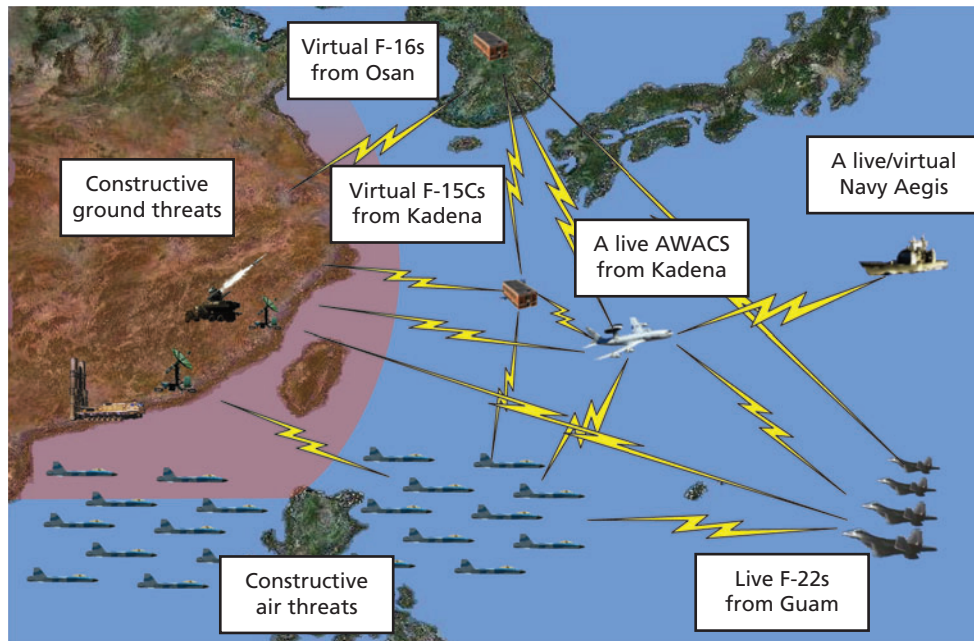 Virtual F-16s
from Osan
Constructive
ground threats
Virtual F-15Cs
from Kadena
A live AWACS
from Kadena
A live/virtual
Navy Aegis
Constructive
air threats
Live F-22s
from Guam